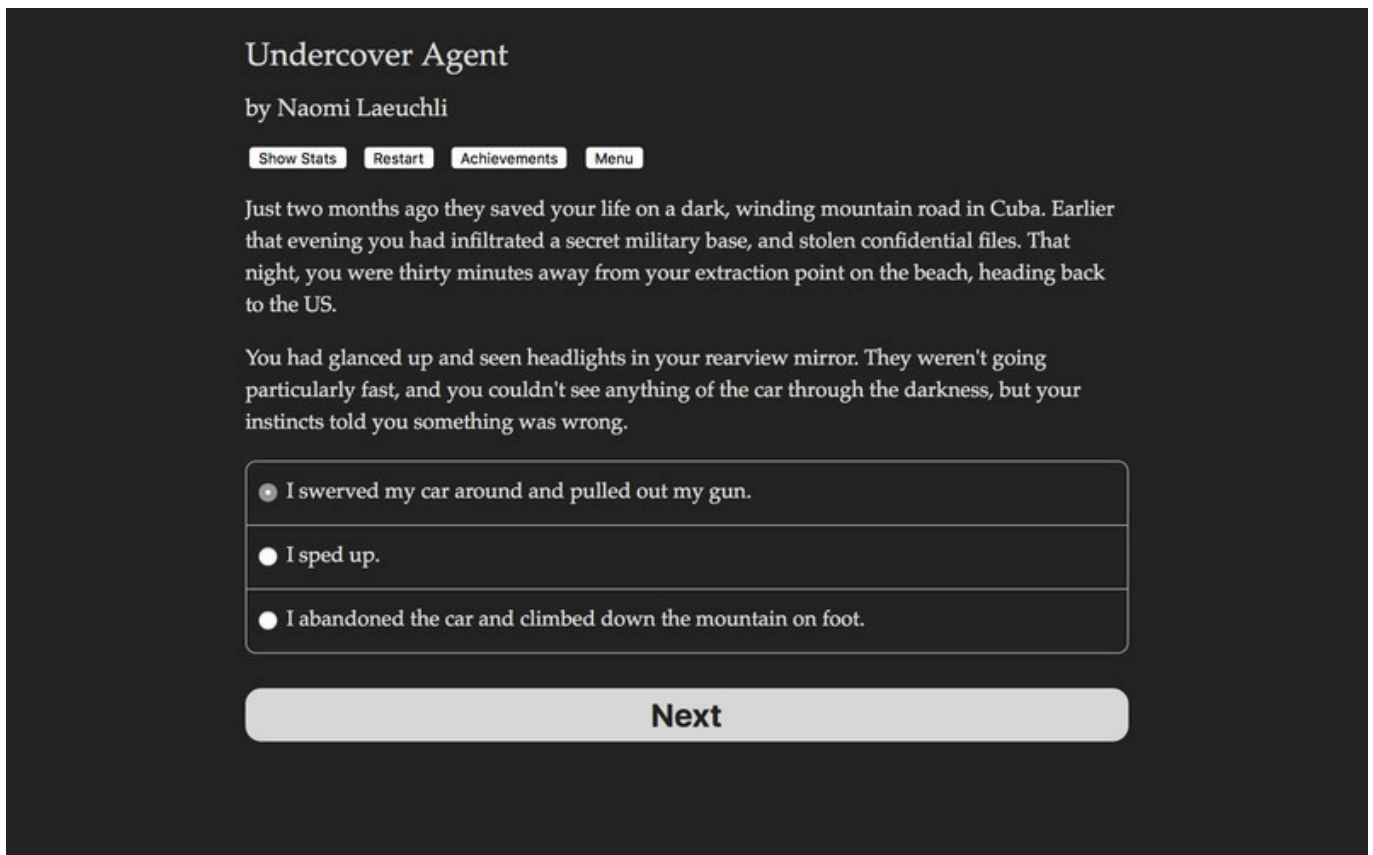 Undercover Agent
by Naomi Laeuchli
Show Stats Restart Achievements Menu
Just two months ago they saved your life on a dark, winding mountain road in Cuba. Earlier
that evening you had infiltrated a secret military base, and stolen confidential files. That
night, you were thirty minutes away from your extraction point on the beach, heading back
to the US.
You had glanced up and seen headlights in your rearview mirror. They weren't going
particularly fast, and you couldn't see anything of the car through the darkness, but your
instincts told you something was wrong.
I swerved my car around and pulled out my gun.
I sped up.
I abandoned the car and climbed down the mountain on foot.
Next